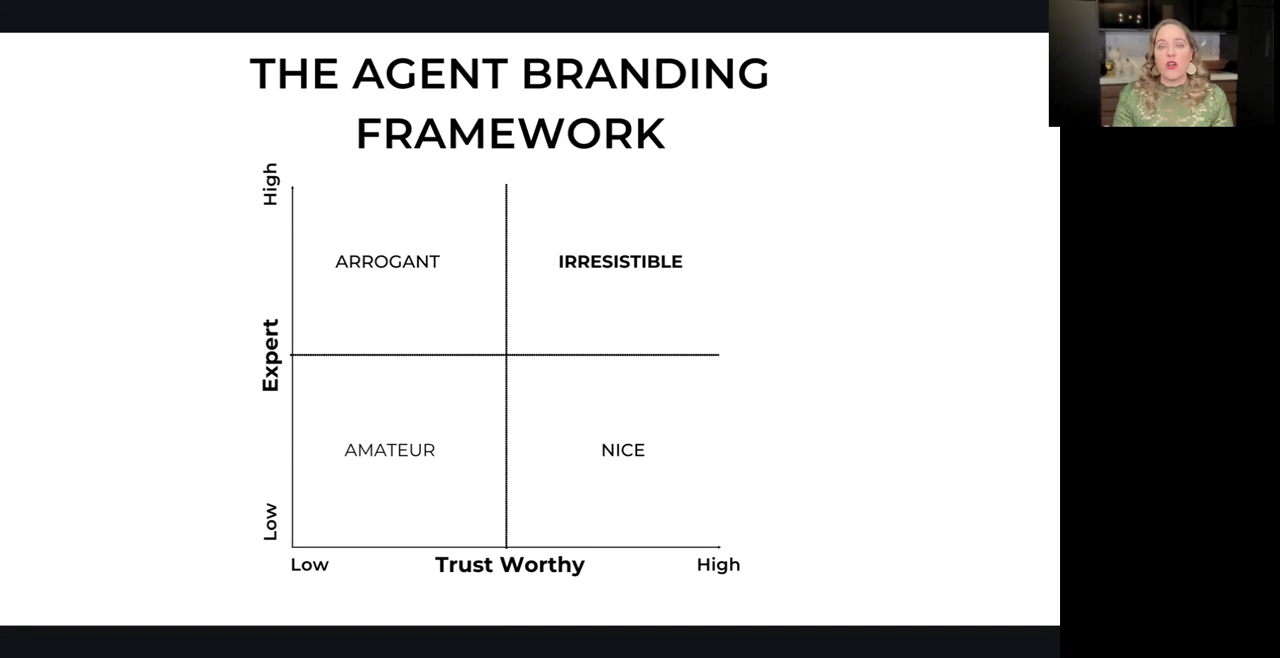 THE AGENT BRANDING
FRAMEWORK
High
ARROGANT
IRRESISTIBLE
Expert
AMATEUR
NICE
Low
Low
Trust Worthy
High